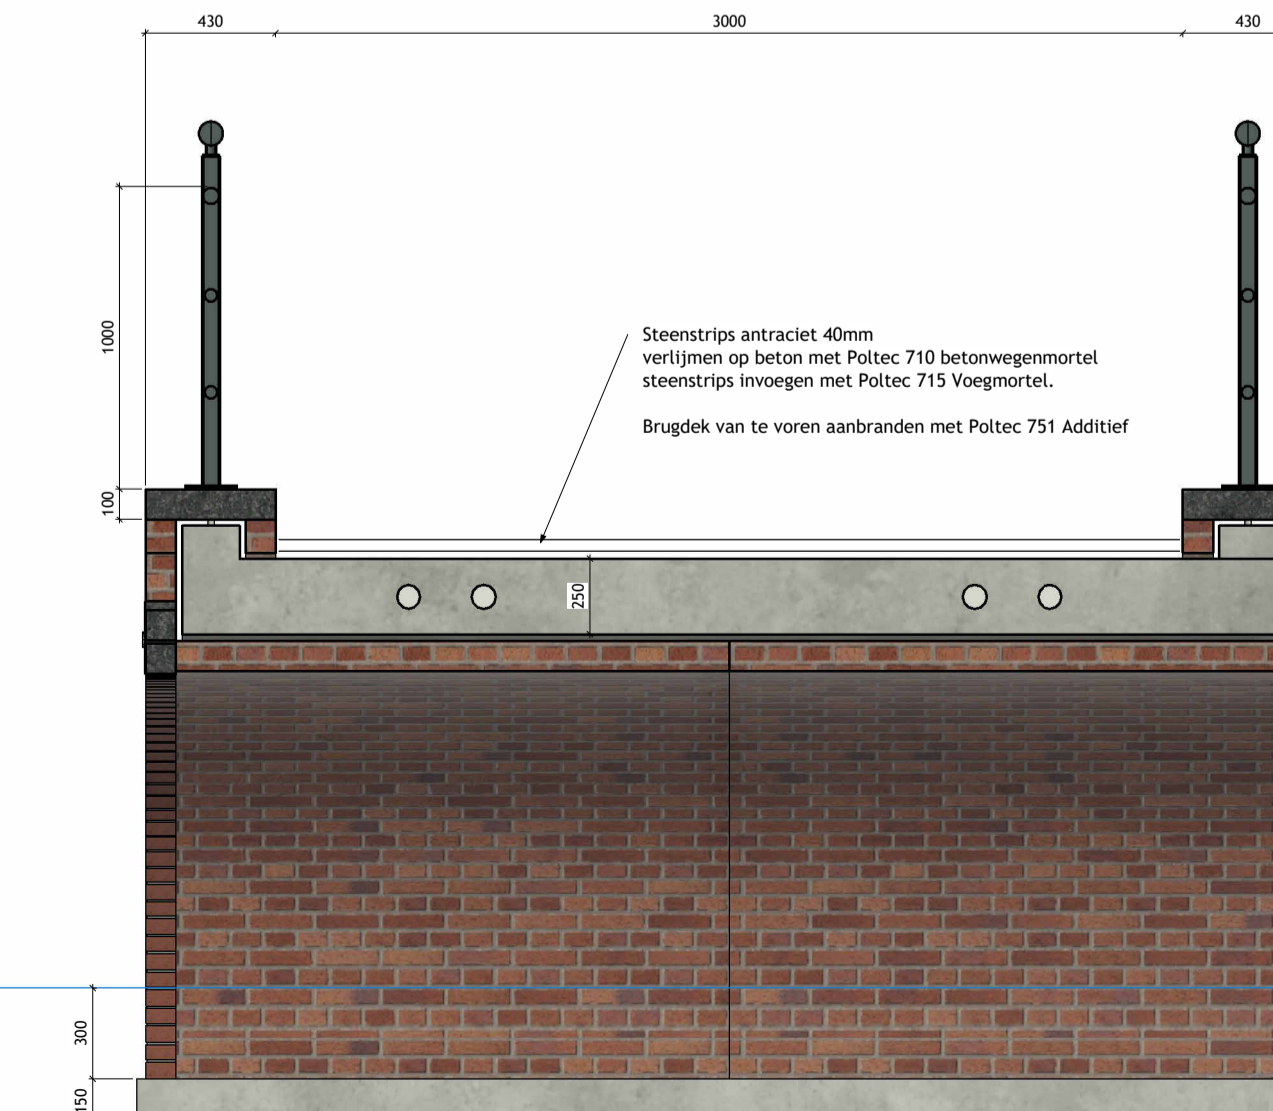 430
3000
430
1000
Steenstrips antraciet 40mm
verlijmen op beton met Poltec 710 betonwegenmortel
steenstrips invoegen met Poltec 715 Voegmortel.
Brugdek van te voren aanbranden met Poltec 751 Additief
100
250
300
150